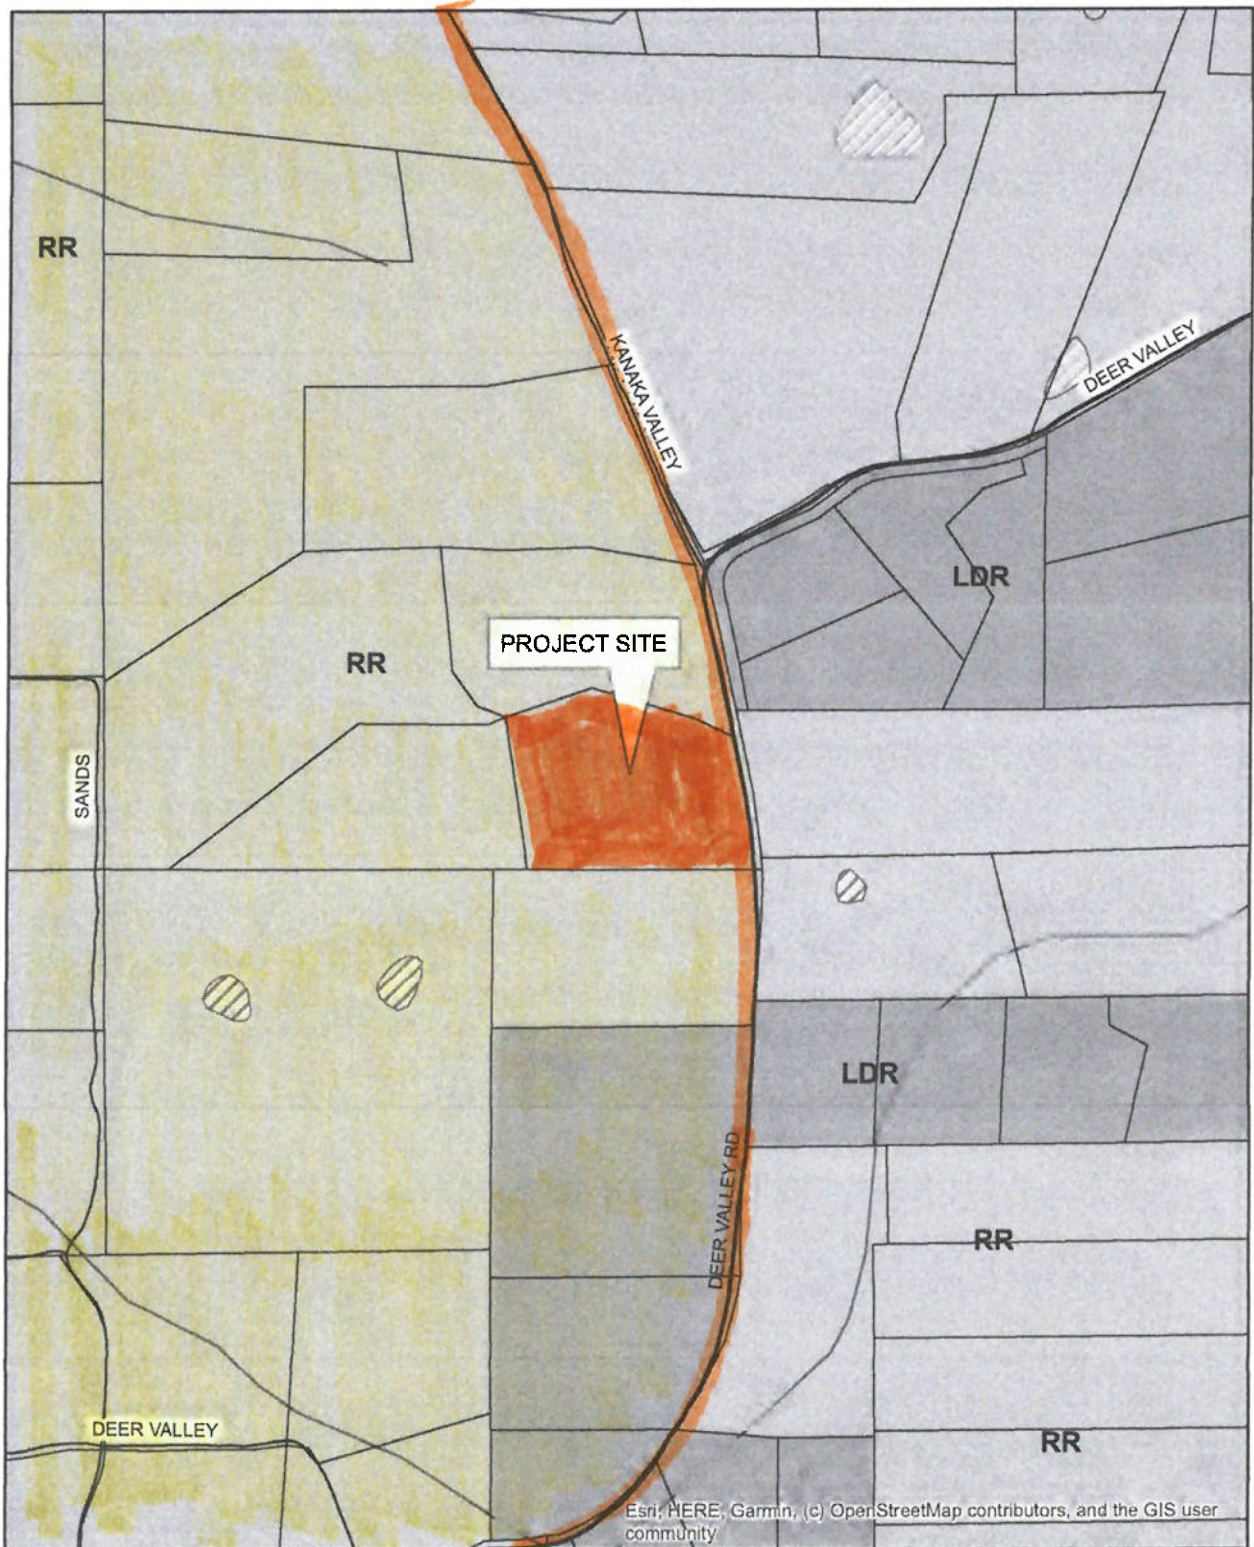 RR
KANAKA VALLEY
DEER VALLEY
LDR
PROJECT SITE
RR
SANDS
LDR
DEER VALLEY RD
RR
DEER VALLEY
RR
Esri, HERE, Garmin, (c) OpenStreetMap contributors, and the GIS user
community